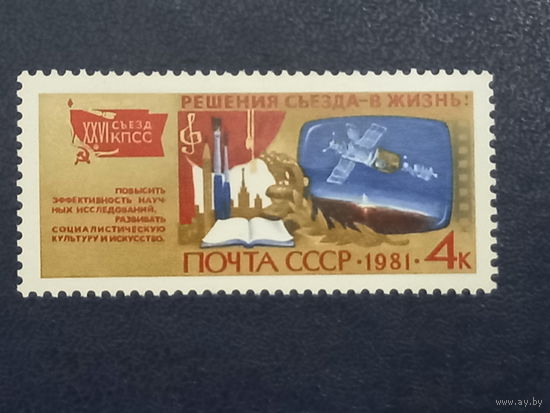 XXVI СЪЕЗД
КПСС
РЕШЕНИЯ СЪЕЗДА - В ЖИЗНЬ!
ПОВЫСИТЬ
ЭФФЕКТИВНОСТЬ НАУЧ-
НЫХ ИССЛЕДОВАНИЙ,
РАЗВИВАТЬ
СОЦИАЛИСТИЧЕСКУЮ
КУЛЬТУРУ И ИСКУССТВО.
ПОЧТА СССР · 1981 · 4К
www.ay.by